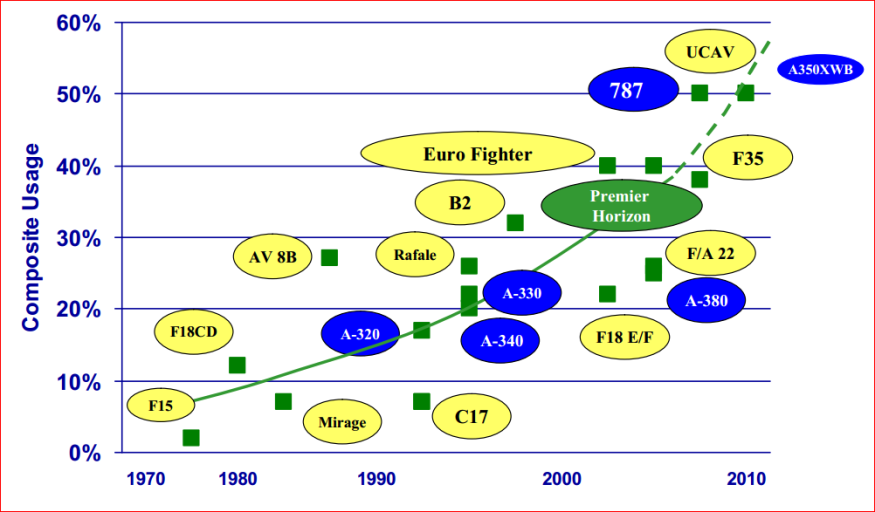 60%
UCAV
A350XWB
50%
787
Euro Fighter
F35
40%
B2
Premier
Horizon
30%
AV 8B
Rafale
F/A 22
A-330
A-380
20%
F18CD
A-320
A-340
F18 E/F
10%
F15
Mirage
C17
0%
Composite Usage
1970
1980
1990
2000
2010